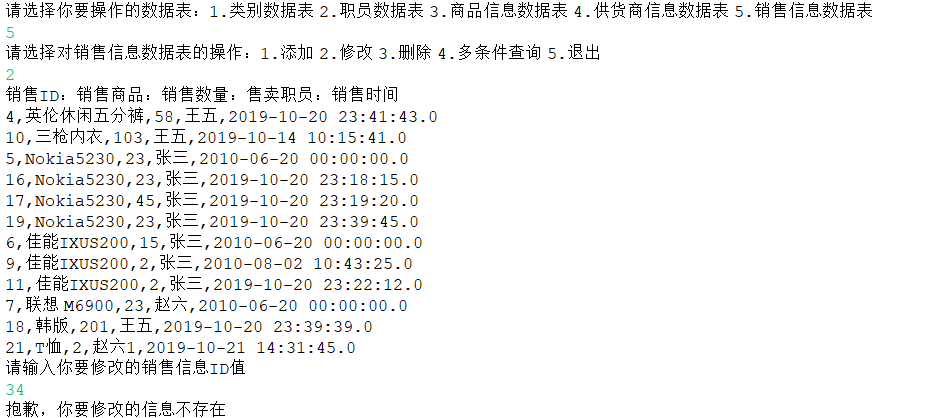 请选择你要操作的数据表：1.类别数据表 2.职员数据表 3.商品信息数据表 4.供货商信息数据表 5.销售信息数据表
5
请选择对销售信息数据表的操作：1.添加 2.修改 3.删除 4.多条件查询 5.退出
2
销售ID：销售商品：销售数量：售卖职员：销售时间
4,英伦休闲五分裤,58,王五,2019-10-20 23:41:43.0
10,三枪内衣,103,王五,2019-10-14 10:15:41.0
5,Nokia5230,23,张三,2010-06-20 00:00:00.0
16,Nokia5230,23,张三,2019-10-20 23:18:15.0
17,Nokia5230,45,张三,2019-10-20 23:19:20.0
19,Nokia5230,23,张三,2019-10-20 23:39:45.0
6,佳能IXUS200,15,张三,2010-06-20 00:00:00.0
9,佳能IXUS200,2,张三,2010-08-02 10:43:25.0
11,佳能IXUS200,2,张三,2019-10-20 23:22:12.0
7,联想 M6900,23,赵六,2010-06-20 00:00:00.0
18,韩版,201,王五,2019-10-20 23:39:39.0
21,T恤,2,赵六1,2019-10-21 14:31:45.0
请输入你要修改的销售信息ID值
34
抱歉，你要修改的信息不存在